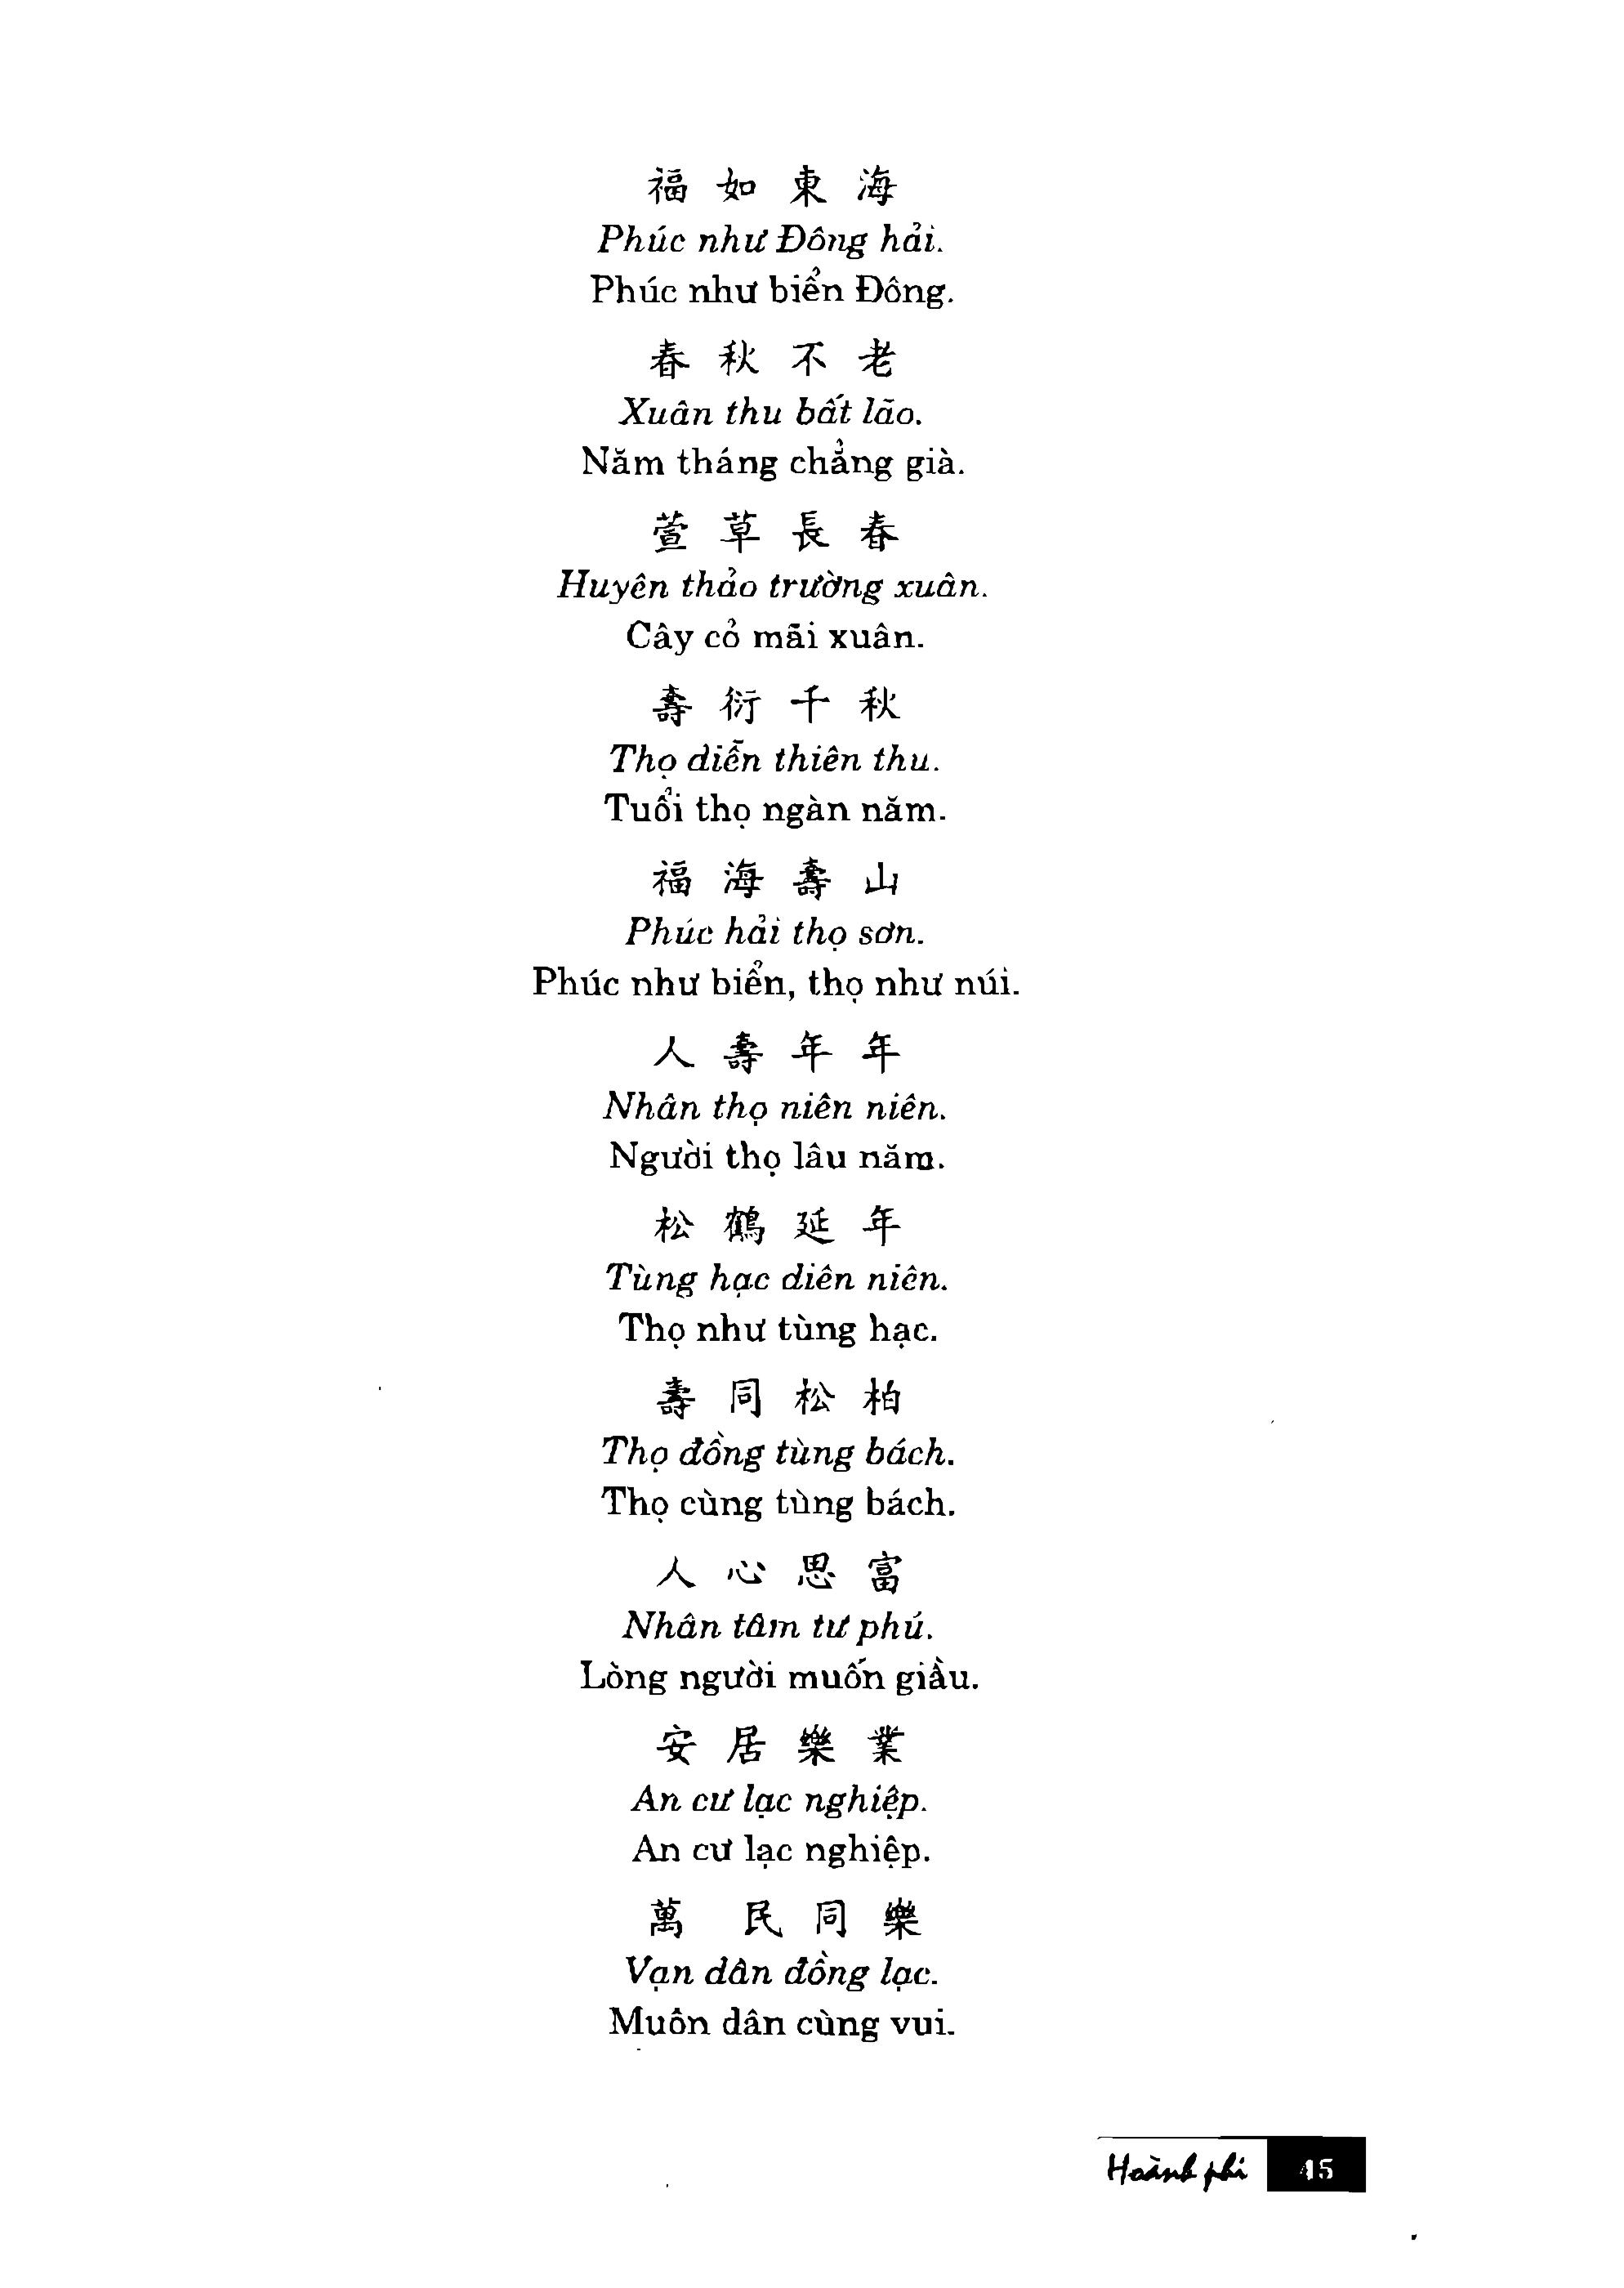 福 如 東 海
Phúc như Đông hải.
Phúc như biển Đông.
春 秋 不 老
Xuân thu bất lão.
Năm tháng chẳng già.
萱 草 長 春
Huyên thảo trường xuân.
Cây cỏ mãi xuân.
壽 衍 千 秋
Thọ diễn thiên thu.
Tuổi thọ ngàn năm.
福 海 壽 山
Phúc hải thọ sơn.
Phúc như biển, thọ như núi.
人 壽 年 年
Nhân thọ niên niên.
Người thọ lâu năm.
松 鶴 延 年
Tùng hạc diên niên.
Thọ như tùng hạc.
壽 同 松 柏
Thọ đồng tùng bách.
Thọ cùng tùng bách.
人 心 思 富
Nhân tâm tư phú.
Lòng người muốn giầu.
安 居 樂 業
An cư lạc nghiệp.
An cư lạc nghiệp.
萬 民 同 樂
Vạn dân đồng lạc.
Muôn dân cùng vui.
Hoành phi 45